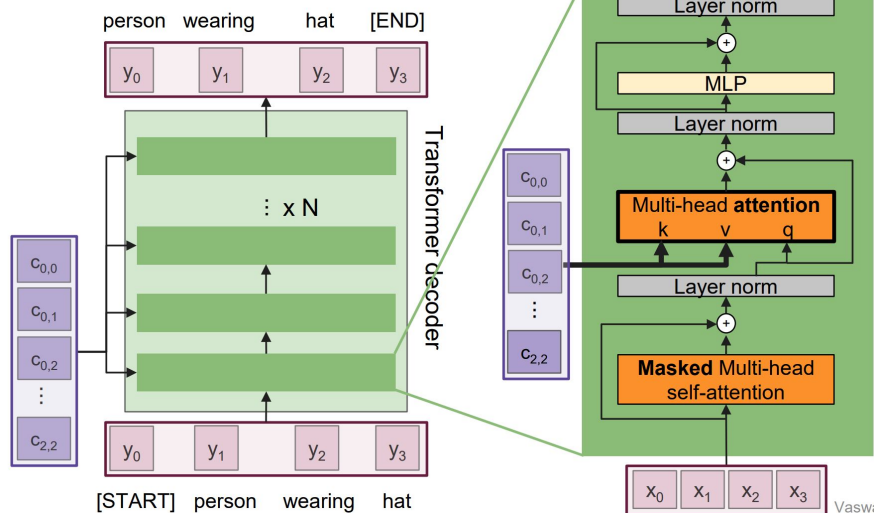 person wearing hat [END]
y0 y1 y2 y3
Transformer decoder
⋮ x N
c0,0
c0,1
c0,2
⋮
c2,2
y0 y1 y2 y3
[START] person wearing hat
Layer norm
+
MLP
Layer norm
+
Multi-head attention
k v q
c0,0
c0,1
c0,2
⋮
c2,2
Layer norm
+
Masked Multi-head
self-attention
x0 x1 x2 x3